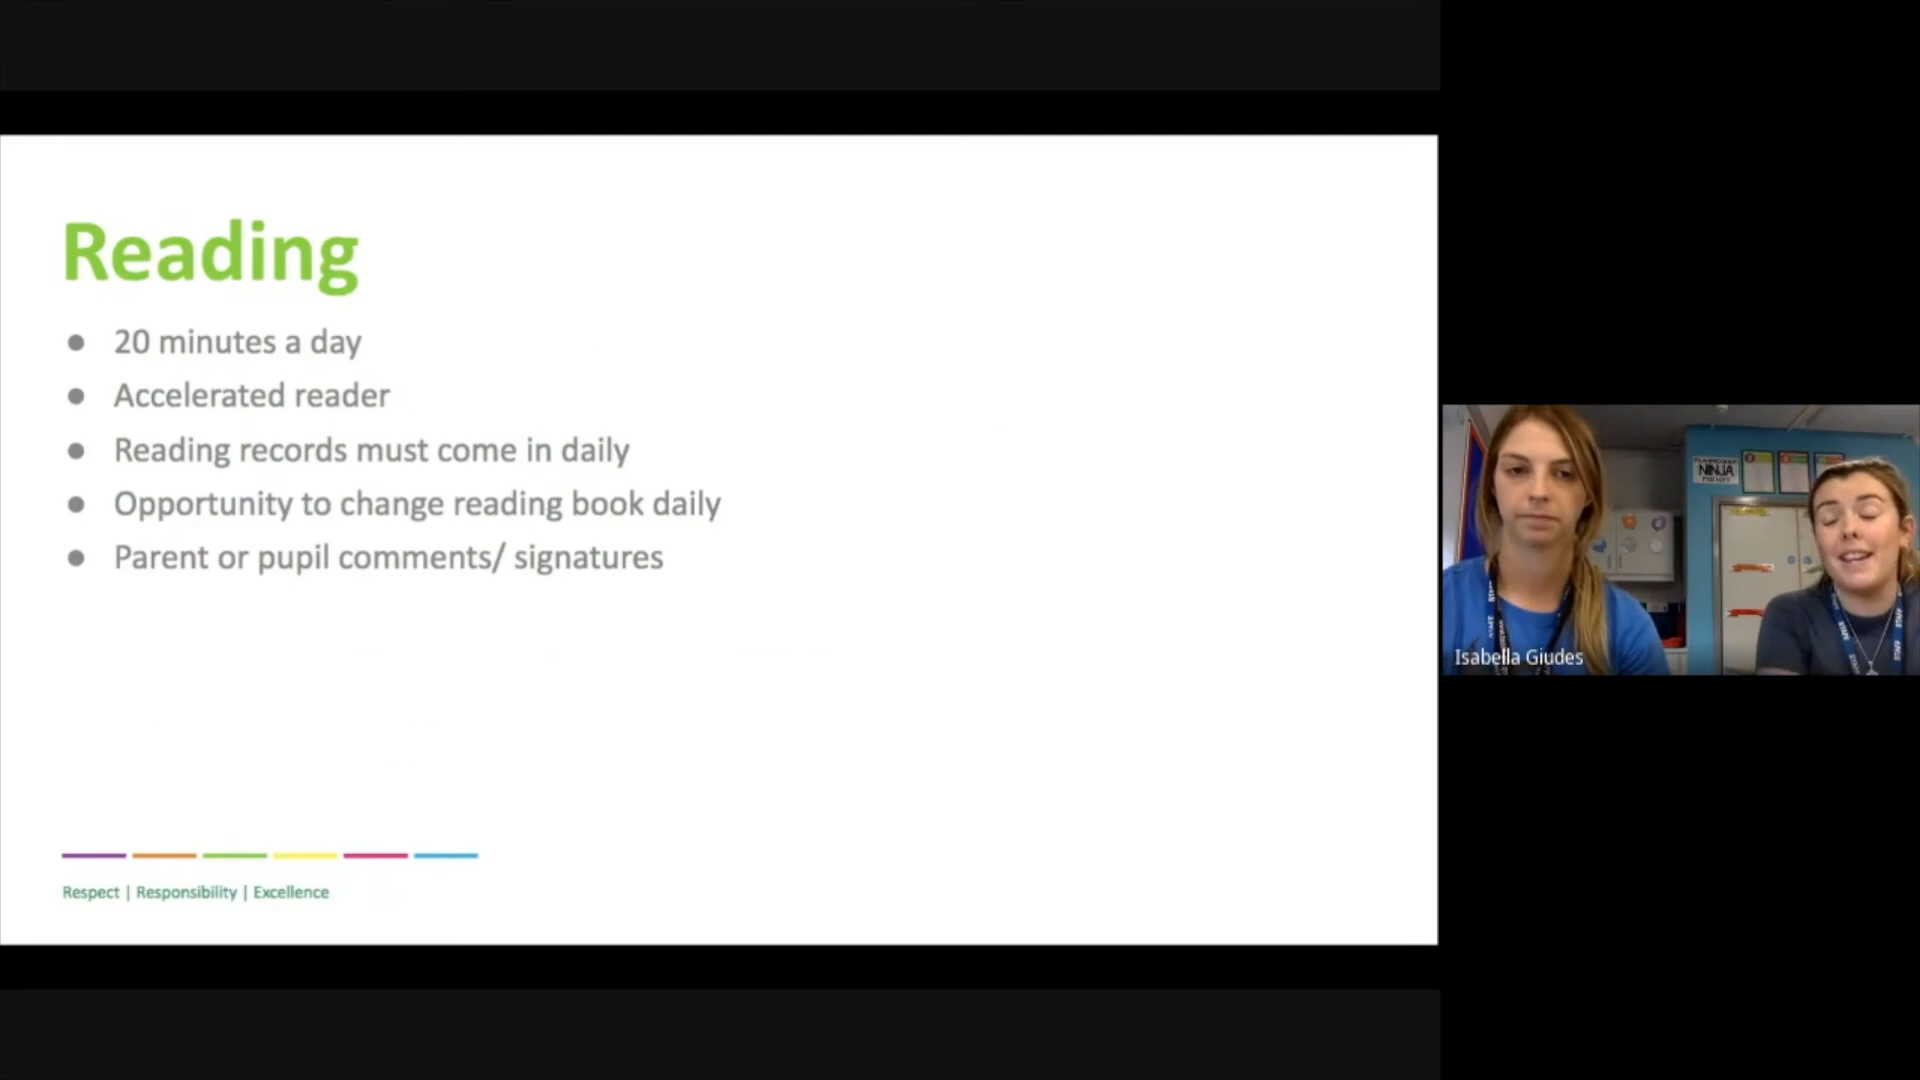 Reading
● 20 minutes a day
● Accelerated reader
● Reading records must come in daily
● Opportunity to change reading book daily
● Parent or pupil comments/ signatures
Respect | Responsibility | Excellence
NINJA
STAFF
Isabella Giudes